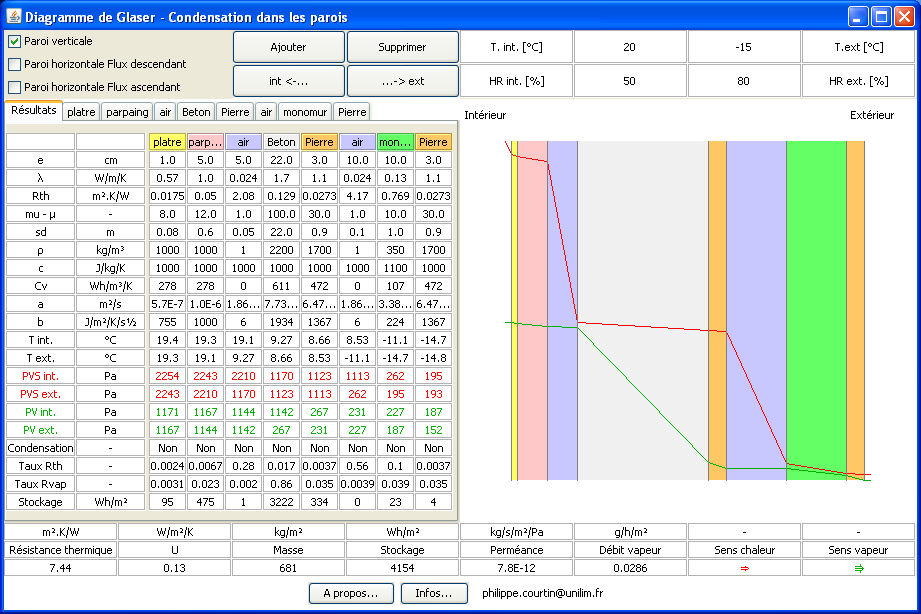 Diagramme de Glaser - Condensation dans les parois
Paroi verticale
Paroi horizontale Flux descendant
Paroi horizontale Flux ascendant
Ajouter Supprimer
int <-... ...-> ext
T. int. [°C] 20 -15 T.ext [°C]
HR int. [%] 50 80 HR ext. [%]
Résultats platre parpaing air Beton Pierre air monomur Pierre
Intérieur Extérieur
platre parp... air Beton Pierre air mon... Pierre
e cm 1.0 5.0 5.0 22.0 3.0 10.0 10.0 3.0
λ W/m/K 0.57 1.0 0.024 1.7 1.1 0.024 0.13 1.1
Rth m².K/W 0.0175 0.05 2.08 0.129 0.0273 4.17 0.769 0.0273
mu - μ - 8.0 12.0 1.0 100.0 30.0 1.0 10.0 30.0
sd m 0.08 0.6 0.05 22.0 0.9 0.1 1.0 0.9
ρ kg/m³ 1000 1000 1 2200 1700 1 350 1700
c J/kg/K 1000 1000 1000 1000 1000 1000 1100 1000
Cv Wh/m³/K 278 278 0 611 472 0 107 472
a m²/s 5.7E-7 1.0E-6 1.86... 7.73... 6.47... 1.86... 3.38... 6.47...
b J/m²/K/s½ 755 1000 6 1934 1367 6 224 1367
T int. °C 19.4 19.3 19.1 9.27 8.66 8.53 -11.1 -14.7
T ext. °C 19.3 19.1 9.27 8.66 8.53 -11.1 -14.7 -14.8
PVS int. Pa 2254 2243 2210 1170 1123 1113 262 195
PVS ext. Pa 2243 2210 1170 1123 1113 262 195 193
PV int. Pa 1171 1167 1144 1142 267 231 227 187
PV ext. Pa 1167 1144 1142 267 231 227 187 152
Condensation - Non Non Non Non Non Non Non Non
Taux Rth - 0.0024 0.0067 0.28 0.017 0.0037 0.56 0.1 0.0037
Taux Rvap - 0.0031 0.023 0.002 0.86 0.035 0.0039 0.039 0.035
Stockage Wh/m² 95 475 1 3222 334 0 23 4
m².K/W W/m²/K kg/m² Wh/m² kg/s/m²/Pa g/h/m² - -
Résistance thermique U Masse Stockage Perméance Débit vapeur Sens chaleur Sens vapeur
7.44 0.13 681 4154 7.8E-12 0.0286
A propos... Infos... philippe.courtin@unilim.fr